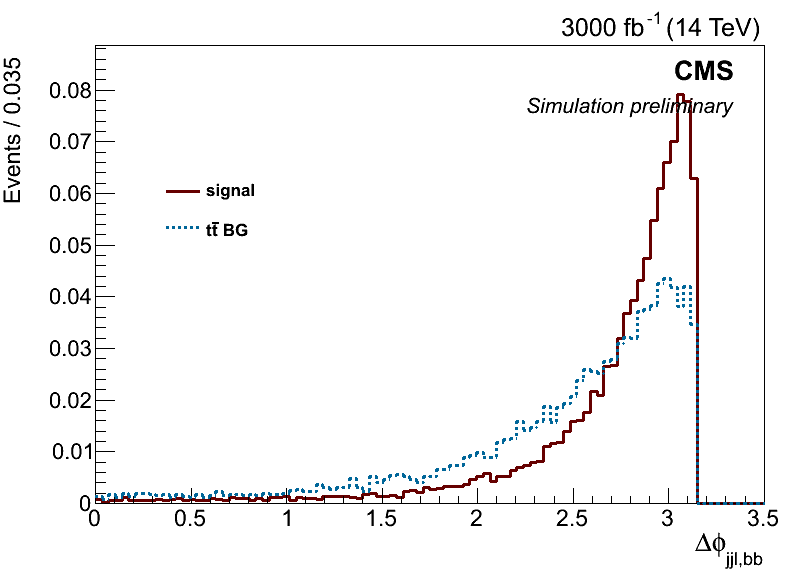 3000 fb⁻¹ (14 TeV)
CMS
Simulation preliminary
Events / 0.035
0.08
0.07
0.06
0.05
0.04
0.03
0.02
0.01
0
signal
tt̄ BG
0 0.5 1 1.5 2 2.5 3 3.5
Δϕjjl,bb